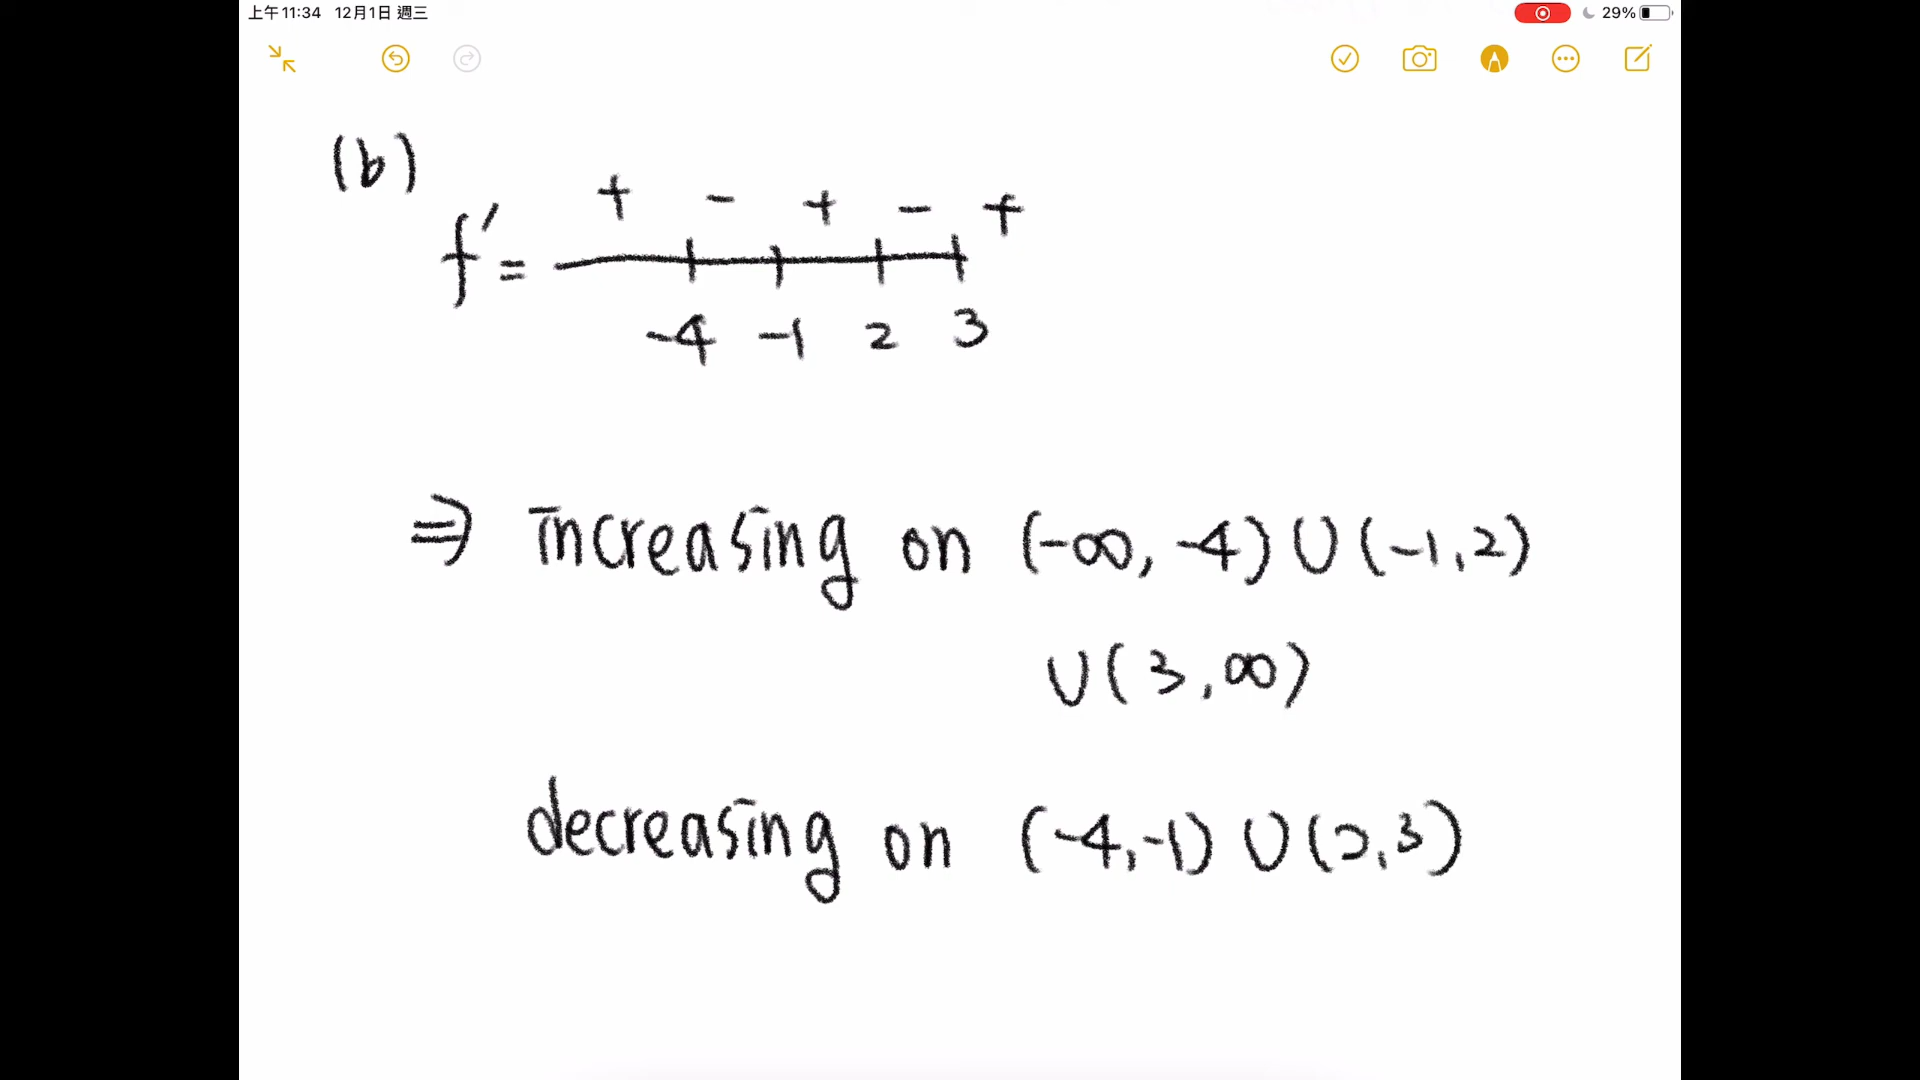 上午11:34 12月1日 週三 29%
(b)
+ - + - +
f' =
-4 -1 2 3
⇒ increasing on (-∞, -4) ∪ (-1, 2)
∪ (3, ∞)
decreasing on (-4, -1) ∪ (2, 3)